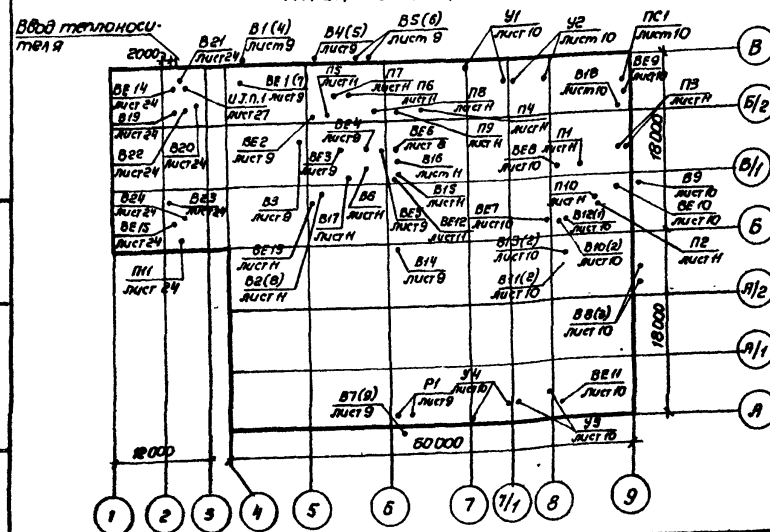 Ввод теплоноси-
теля
2000
В21
лист 24
В1(4)
лист 9
В4(5)
лист 9
В5(6)
лист 9
У1
лист 10
У2
лист 10
ПС1
лист 10
В
ВЕ14
лист 24
И.Т.П.1
лист 27
ВЕ1(7)
лист 9
П5
лист 11
П7
лист 11
П6
лист 11
П8
лист 11
П4
лист 11
В18
лист 10
ВЕ9
лист 10
П3
лист 11
Б/2
В19
лист 24
В22
лист 24
В20
лист 24
ВЕ2
лист 9
ВЕ3
лист 9
ВЕ4
лист 9
ВЕ6
лист 8
П9
лист 11
ВЕ8
лист 10
П1
лист 11
18000
В16
лист 11
В15
лист 11
В/1
В24
лист 24
ВЕ15
лист 24
В3
лист 9
В17
лист 11
В6
лист 11
ВЕ5
лист 9
ВЕ12
лист 11
ВЕ7
лист 10
П10
лист 11
В12(1)
лист 10
В9
лист 10
ВЕ10
лист 10
Б
П11
лист 24
ВЕ13
лист 11
В2(8)
лист 11
В14
лист 9
В13(2)
лист 10
В11(2)
лист 10
В10(2)
лист 10
П2
лист 11
А/2
В8(3)
лист 10
18000
А/1
В7(9)
лист 9
Р1
лист 9
У4
лист 10
ВЕ11
лист 10
У3
лист 10
А
12000
60000
1
2
3
4
5
6
7
7/1
8
9